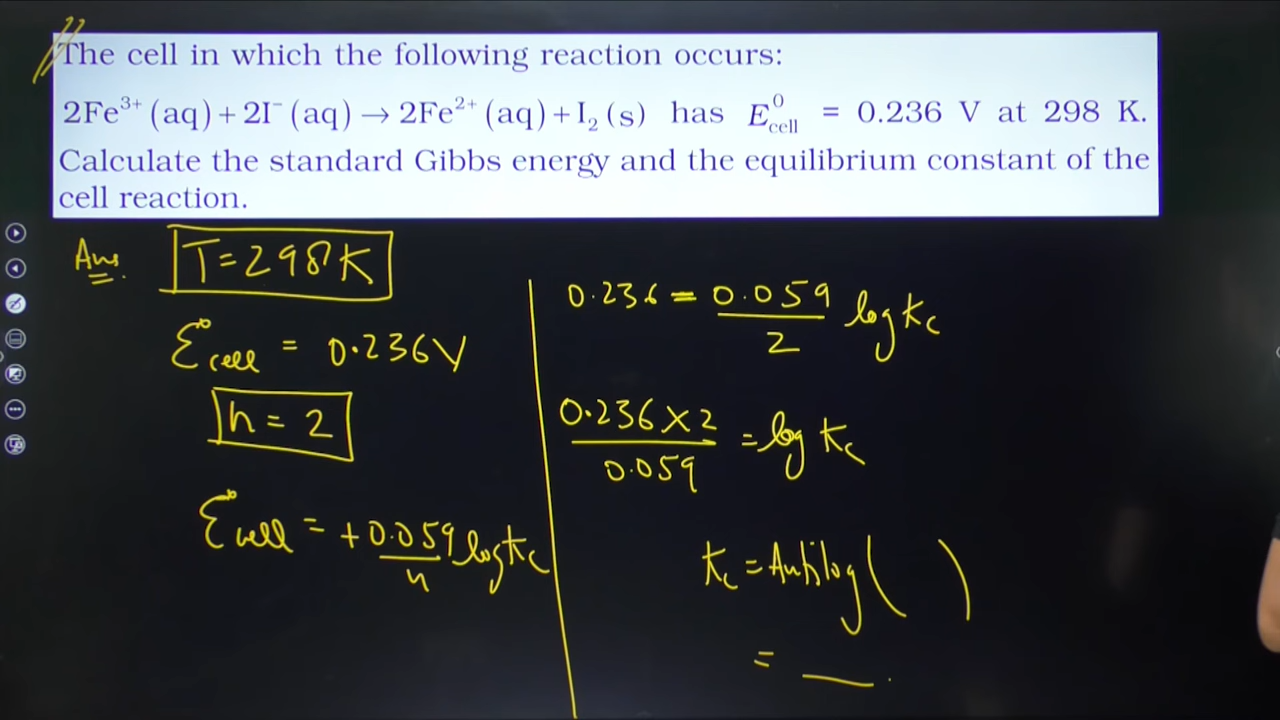 The cell in which the following reaction occurs:
2Fe³⁺ (aq) + 2I⁻ (aq) → 2Fe²⁺ (aq) + I₂ (s) has E⁰cell = 0.236 V at 298 K.
Calculate the standard Gibbs energy and the equilibrium constant of the
cell reaction.
Ans.
T=298K
E°cell = 0.236V
n = 2
E°cell = +0.059/n log Kc
0.236 = 0.059/2 log Kc
0.236 × 2/0.059 = log Kc
Kc = Antilog ( )
= __.